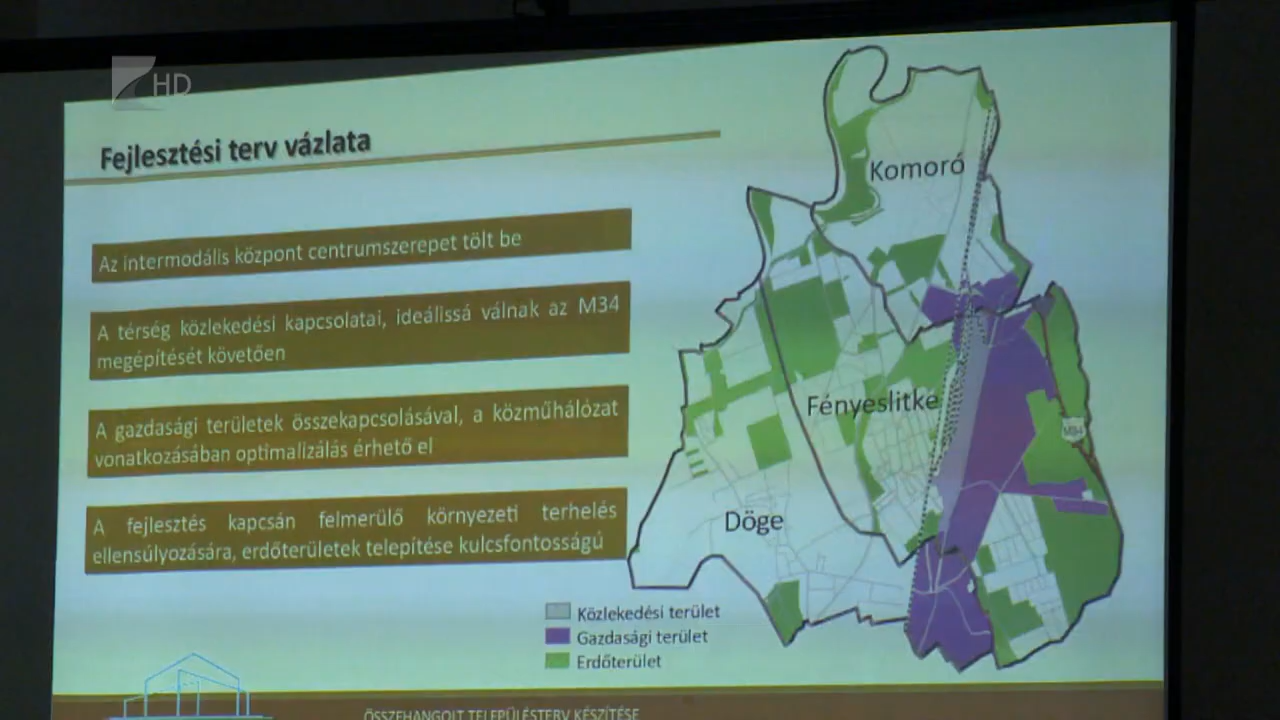 HD
Fejlesztési terv vázlata
Az intermodális központ centrumszerepet tölt be
A térség közlekedési kapcsolatai, ideálissá válnak az M34
megépítését követően
A gazdasági területek összekapcsolásával, a közműhálózat
vonatkozásában optimalizálás érhető el
A fejlesztés kapcsán felmerülő környezeti terhelés
ellensúlyozására, erdőterületek telepítése kulcsfontosságú
Komoró
Fényeslitke
M34
Döge
Közlekedési terület
Gazdasági terület
Erdőterület
ÖSSZEHANGOLT TELEPÜLÉSTERV KÉSZÍTÉSE